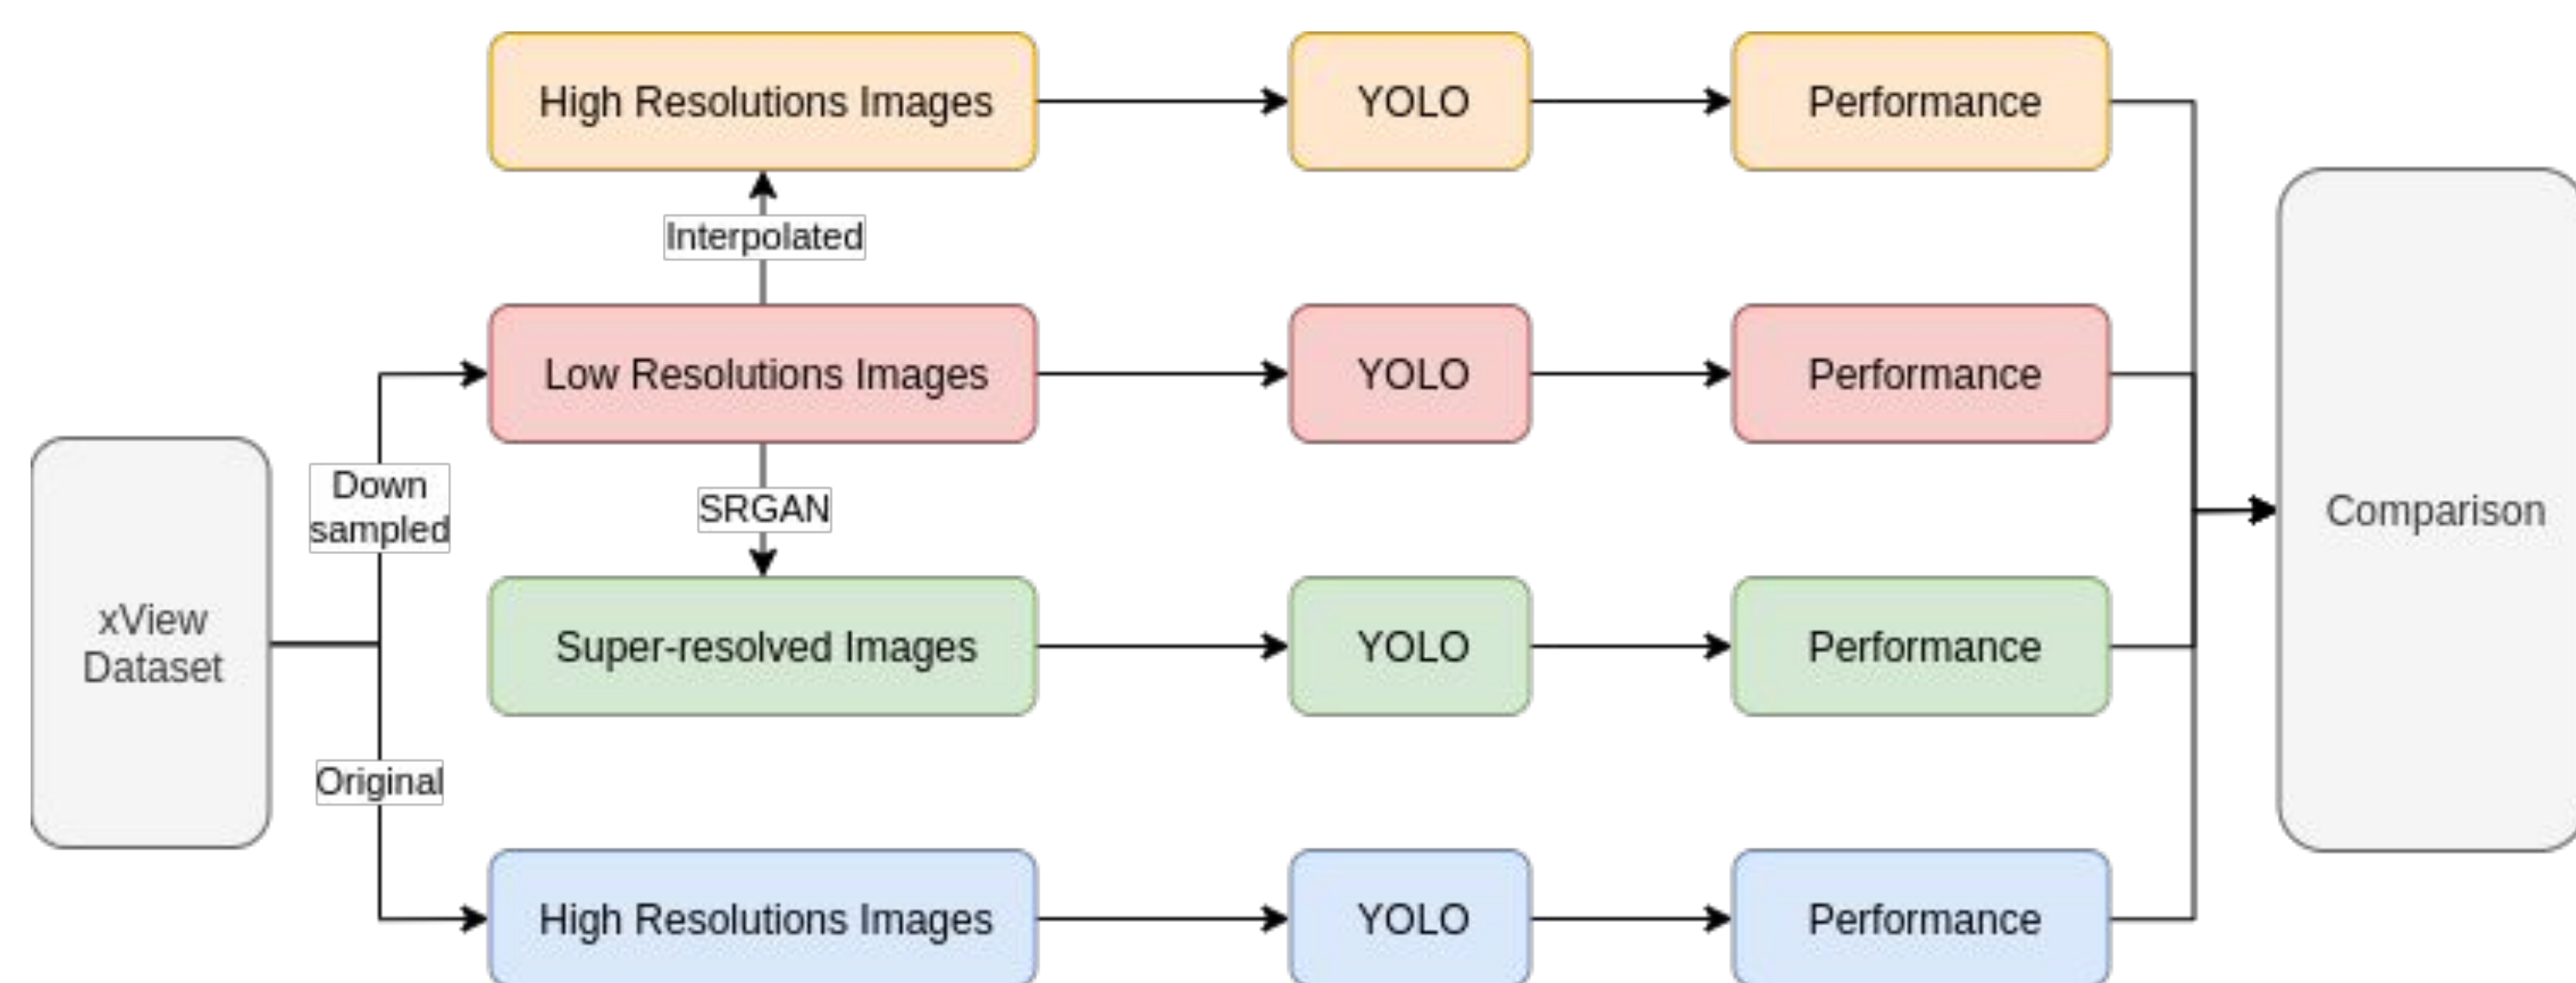 High Resolutions Images
YOLO
Performance
Interpolated
Low Resolutions Images
YOLO
Performance
Down
sampled
SRGAN
Comparison
xView
Dataset
Super-resolved Images
YOLO
Performance
Original
High Resolutions Images
YOLO
Performance